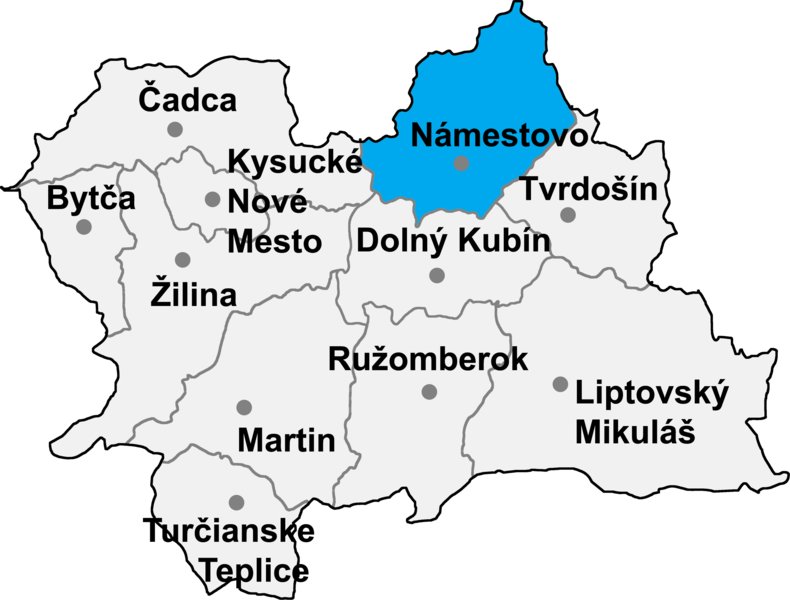 Čadca
Námestovo
Kysucké
Nové
Mesto
Bytča
Tvrdošín
Dolný Kubín
Žilina
Ružomberok
Liptovský
Mikuláš
Martin
Turčianske
Teplice